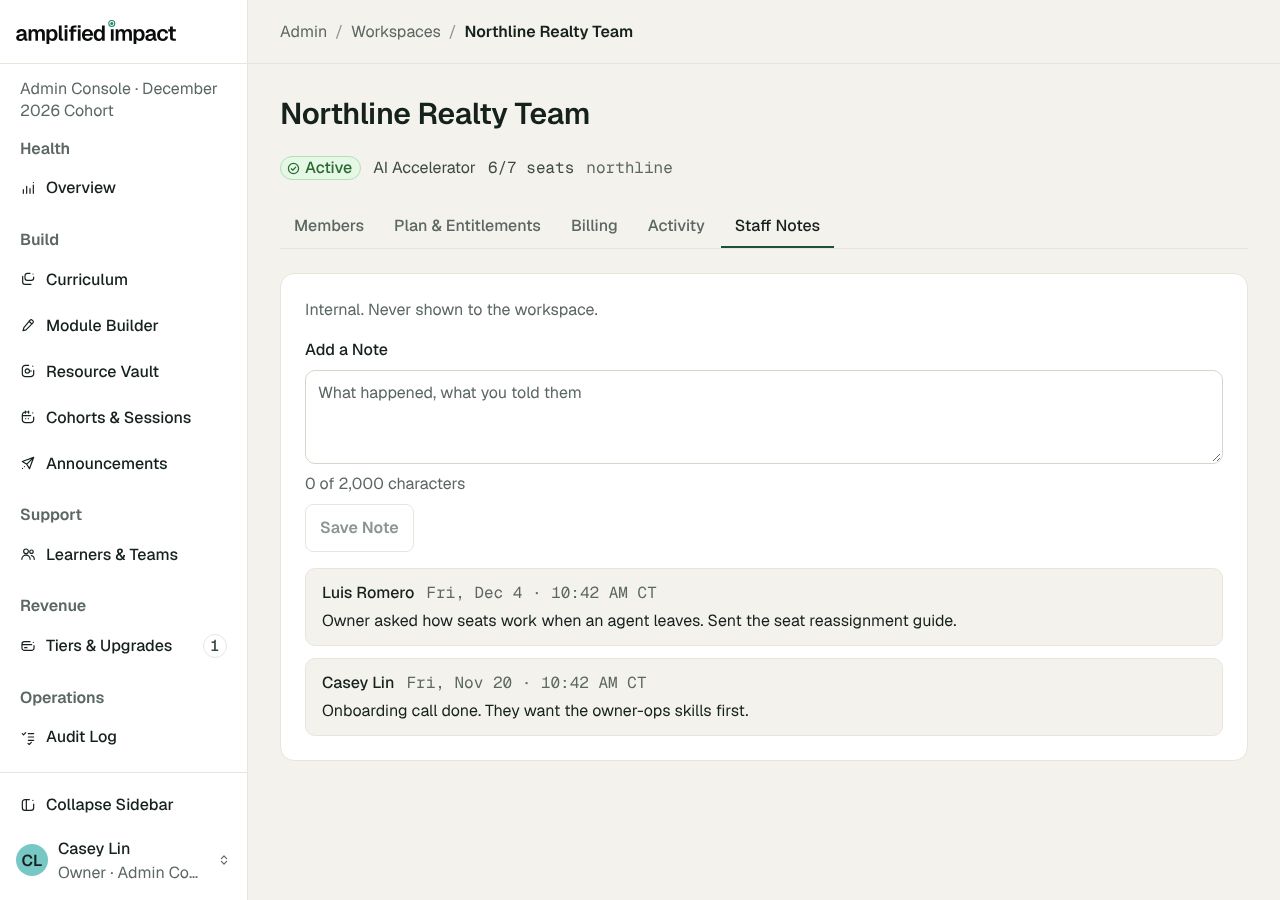 amplified impact
Admin / Workspaces / Northline Realty Team
Admin Console · December
2026 Cohort
Health
Overview
Build
Curriculum
Module Builder
Resource Vault
Cohorts & Sessions
Announcements
Support
Learners & Teams
Revenue
Tiers & Upgrades 1
Operations
Audit Log
Collapse Sidebar
CL
Casey Lin
Owner · Admin Co...
Northline Realty Team
Active AI Accelerator 6/7 seats northline
Members Plan & Entitlements Billing Activity Staff Notes
Internal. Never shown to the workspace.
Add a Note
What happened, what you told them
0 of 2,000 characters
Save Note
Luis Romero Fri, Dec 4 · 10:42 AM CT
Owner asked how seats work when an agent leaves. Sent the seat reassignment guide.
Casey Lin Fri, Nov 20 · 10:42 AM CT
Onboarding call done. They want the owner-ops skills first.